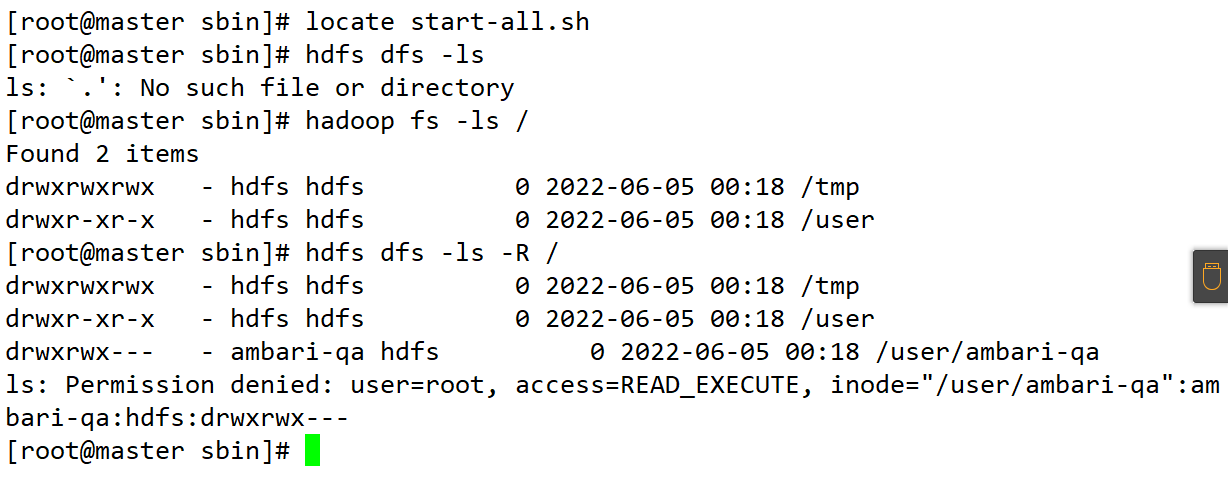 [root@master sbin]# locate start-all.sh
[root@master sbin]# hdfs dfs -ls
ls: `.': No such file or directory
[root@master sbin]# hadoop fs -ls /
Found 2 items
drwxrwxrwx   - hdfs hdfs          0 2022-06-05 00:18 /tmp
drwxr-xr-x   - hdfs hdfs          0 2022-06-05 00:18 /user
[root@master sbin]# hdfs dfs -ls -R /
drwxrwxrwx   - hdfs hdfs          0 2022-06-05 00:18 /tmp
drwxr-xr-x   - hdfs hdfs          0 2022-06-05 00:18 /user
drwxrwx---   - ambari-qa hdfs          0 2022-06-05 00:18 /user/ambari-qa
ls: Permission denied: user=root, access=READ_EXECUTE, inode="/user/ambari-qa":am
bari-qa:hdfs:drwxrwx---
[root@master sbin]#